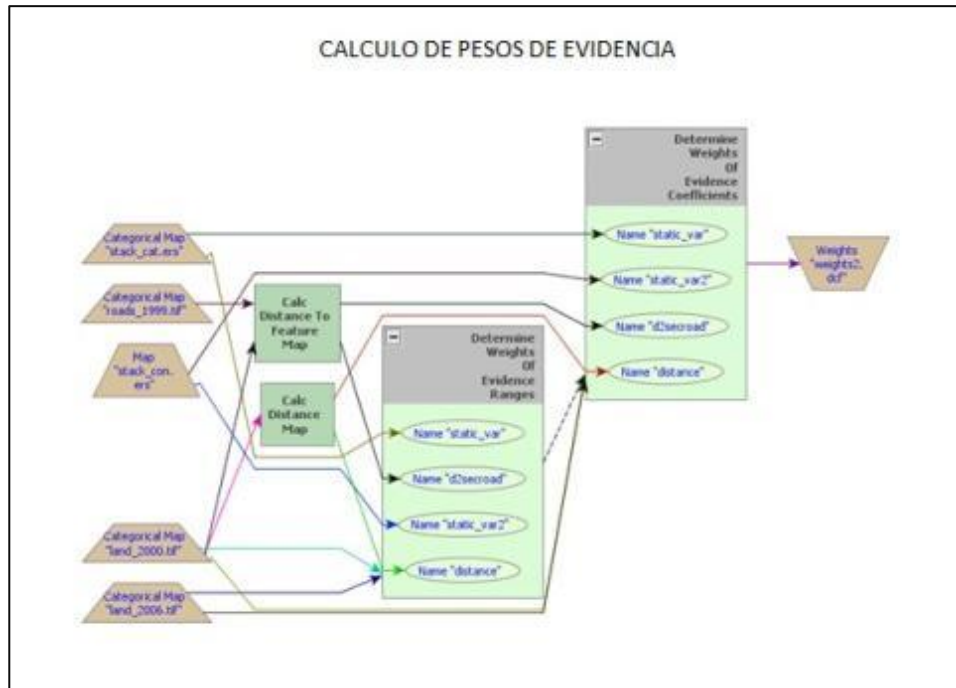 CALCULO DE PESOS DE EVIDENCIA
Determine
Weights
Of
Evidence
Coefficients
Name "static_var"
Name "static_var2"
Name "d2secroad"
Name "distance"
Weights
"weights2.
dcf"
Categorical Map
"stack_cat.ers"
Categorical Map
"roads_1999.tif"
Map
"stack_con.
ers"
Calc
Distance To
Feature
Map
Calc
Distance
Map
Determine
Weights
Of
Evidence
Ranges
Name "static_var"
Name "d2secroad"
Name "static_var2"
Name "distance"
Categorical Map
"land_2000.tif"
Categorical Map
"land_2006.tif"